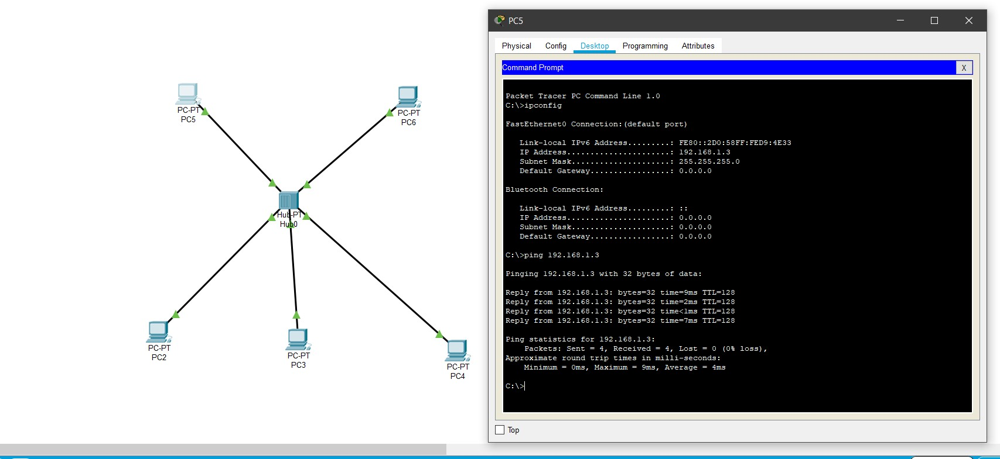 PC-PT
PC5
PC-PT
PC6
Hub-PT
Hub0
PC-PT
PC2
PC-PT
PC3
PC-PT
PC4
PC5
Physical Config Desktop Programming Attributes
Command Prompt X
Packet Tracer PC Command Line 1.0
C:\>ipconfig
FastEthernet0 Connection:(default port)
Link-local IPv6 Address.........: FE80::2D0:58FF:FED9:4E33
IP Address......................: 192.168.1.3
Subnet Mask.....................: 255.255.255.0
Default Gateway.................: 0.0.0.0
Bluetooth Connection:
Link-local IPv6 Address.........: ::
IP Address......................: 0.0.0.0
Subnet Mask.....................: 0.0.0.0
Default Gateway.................: 0.0.0.0
C:\>ping 192.168.1.3
Pinging 192.168.1.3 with 32 bytes of data:
Reply from 192.168.1.3: bytes=32 time=9ms TTL=128
Reply from 192.168.1.3: bytes=32 time=2ms TTL=128
Reply from 192.168.1.3: bytes=32 time<1ms TTL=128
Reply from 192.168.1.3: bytes=32 time=7ms TTL=128
Ping statistics for 192.168.1.3:
Packets: Sent = 4, Received = 4, Lost = 0 (0% loss),
Approximate round trip times in milli-seconds:
Minimum = 0ms, Maximum = 9ms, Average = 4ms
C:\>
Top